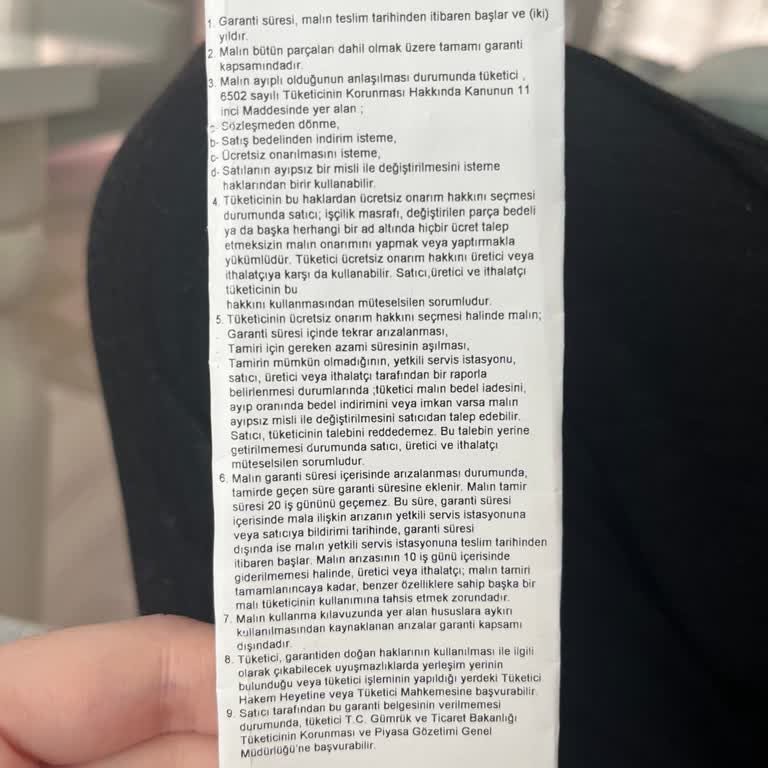 1. Garanti süresi, malın teslim tarihinden itibaren başlar ve (iki)
yıldır.
2. Malın bütün parçaları dahil olmak üzere tamamı garanti
kapsamındadır.
3. Malın ayıplı olduğunun anlaşılması durumunda tüketici ,
6502 sayılı Tüketicinin Korunması Hakkında Kanunun 11
inci Maddesinde yer alan ;
Sözleşmeden dönme,
b- Satış bedelinden indirim isteme,
c- Ücretsiz onarılmasını isteme,
d- Satılanın ayıpsız bir misli ile değiştirilmesini isteme
haklarından birir kullanabilir.
4. Tüketicinin bu haklardan ücretsiz onarım hakkını seçmesi
durumunda satıcı; işçilik masrafı, değiştirilen parça bedeli
ya da başka herhangi bir ad altında hiçbir ücret talep
etmeksizin malın onarımını yapmak veya yaptırmakla
yükümlüdür. Tüketici ücretsiz onarım hakkını üretici veya
ithalatçıya karşı da kullanabilir. Satıcı,üretici ve ithalatçı
tüketicinin bu
hakkını kullanmasından müteselsilen sorumludur.
5. Tüketicinin ücretsiz onarım hakkını seçmesi halinde malın;
Garanti süresi içinde tekrar arızalanması,
Tamiri için gereken azami süresinin aşılması,
Tamirin mümkün olmadığının, yetkili servis istasyonu,
satıcı, üretici veya ithalatçı tarafından bir raporla
belirlenmesi durumlarında ;tüketici malın bedel iadesini,
ayıp oranında bedel indirimini veya imkan varsa malın
ayıpsız misli ile değiştirilmesini satıcıdan talep edebilir.
Satıcı, tüketicinin talebini reddedemez. Bu talebin yerine
getirilmemesi durumunda satıcı, üretici ve ithalatçı
müteselsilen sorumludur.
6. Malın garanti süresi içerisinde arızalanması durumunda,
tamirde geçen süre garanti süresine eklenir. Malın tamir
süresi 20 iş gününü geçemez. Bu süre, garanti süresi
içerisinde mala ilişkin arızanın yetkili servis istasyonuna
veya satıcıya bildirimi tarihinde, garanti süresi
dışında ise malın yetkili servis istasyonuna teslim tarihinden
itibaren başlar. Malın arızasının 10 iş günü içerisinde
giderilmemesi halinde, üretici veya ithalatçı; malın tamiri
tamamlanıncaya kadar, benzer özelliklere sahip başka bir
malı tüketicinin kullanımına tahsis etmek zorundadır.
7. Malın kullanma kılavuzunda yer alan hususlara aykırı
kullanılmasından kaynaklanan arızalar garanti kapsamı
dışındadır.
8. Tüketici, garantiden doğan haklarının kullanılması ile ilgili
olarak çıkabilecek uyuşmazlıklarda yerleşim yerinin
bulunduğu veya tüketici işleminin yapıldığı yerdeki Tüketici
Hakem Heyetine veya Tüketici Mahkemesine başvurabilir.
9. Satıcı tarafından bu garanti belgesinin verilmemesi
durumunda, tüketici T.C. Gümrük ve Ticaret Bakanlığı
Tüketicinin Korunması ve Piyasa Gözetimi Genel
Müdürlüğü'ne başvurabilir.